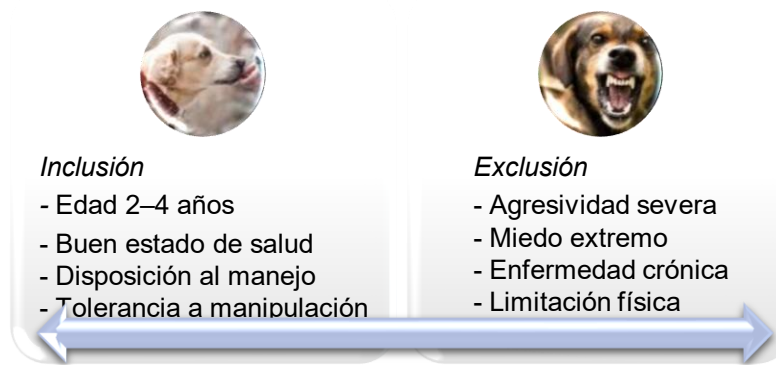 Inclusión
- Edad 2–4 años
- Buen estado de salud
- Disposición al manejo
- Tolerancia a manipulación
Exclusión
- Agresividad severa
- Miedo extremo
- Enfermedad crónica
- Limitación física